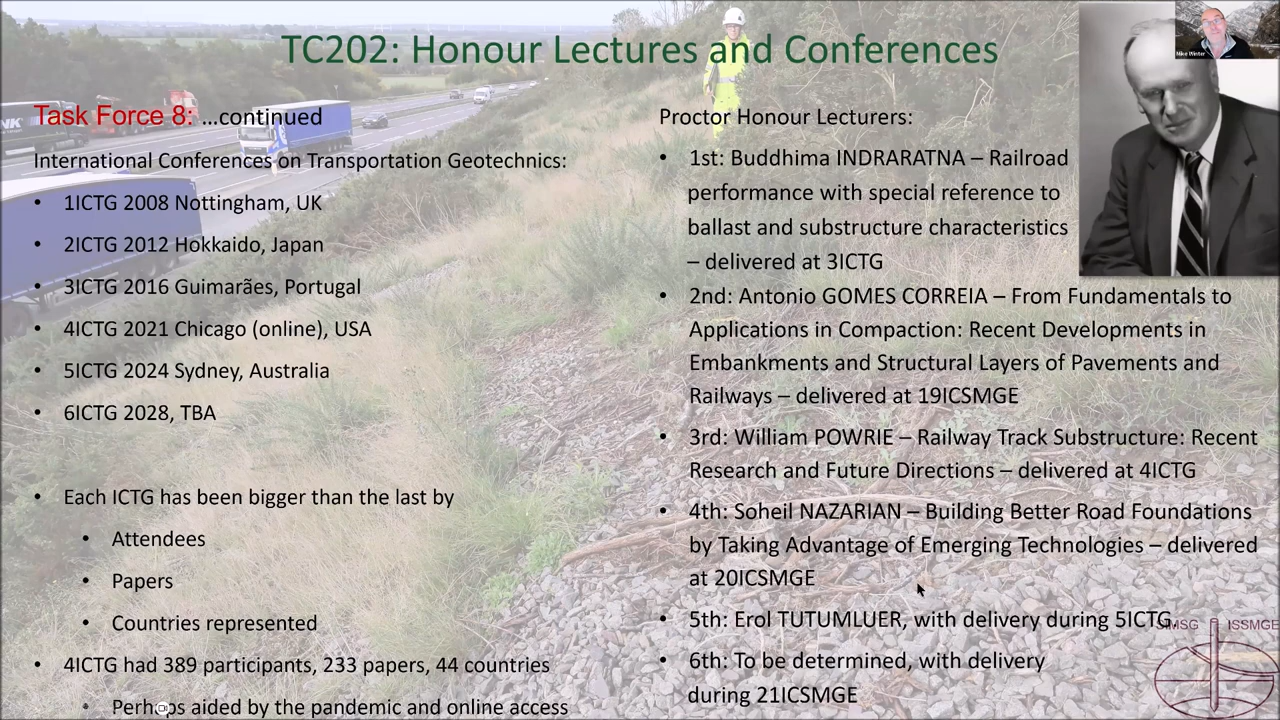 TC202: Honour Lectures and Conferences
Mike Winter
Task Force 8: …continued
International Conferences on Transportation Geotechnics:
• 1ICTG 2008 Nottingham, UK
• 2ICTG 2012 Hokkaido, Japan
• 3ICTG 2016 Guimarães, Portugal
• 4ICTG 2021 Chicago (online), USA
• 5ICTG 2024 Sydney, Australia
• 6ICTG 2028, TBA
• Each ICTG has been bigger than the last by
• Attendees
• Papers
• Countries represented
• 4ICTG had 389 participants, 233 papers, 44 countries
• Perhaps aided by the pandemic and online access
Proctor Honour Lecturers:
• 1st: Buddhima INDRARATNA – Railroad
performance with special reference to
ballast and substructure characteristics
– delivered at 3ICTG
• 2nd: Antonio GOMES CORREIA – From Fundamentals to
Applications in Compaction: Recent Developments in
Embankments and Structural Layers of Pavements and
Railways – delivered at 19ICSMGE
• 3rd: William POWRIE – Railway Track Substructure: Recent
Research and Future Directions – delivered at 4ICTG
• 4th: Soheil NAZARIAN – Building Better Road Foundations
by Taking Advantage of Emerging Technologies – delivered
at 20ICSMGE
• 5th: Erol TUTUMLUER, with delivery during 5ICTG
• 6th: To be determined, with delivery
during 21ICSMGE
ISSMGE